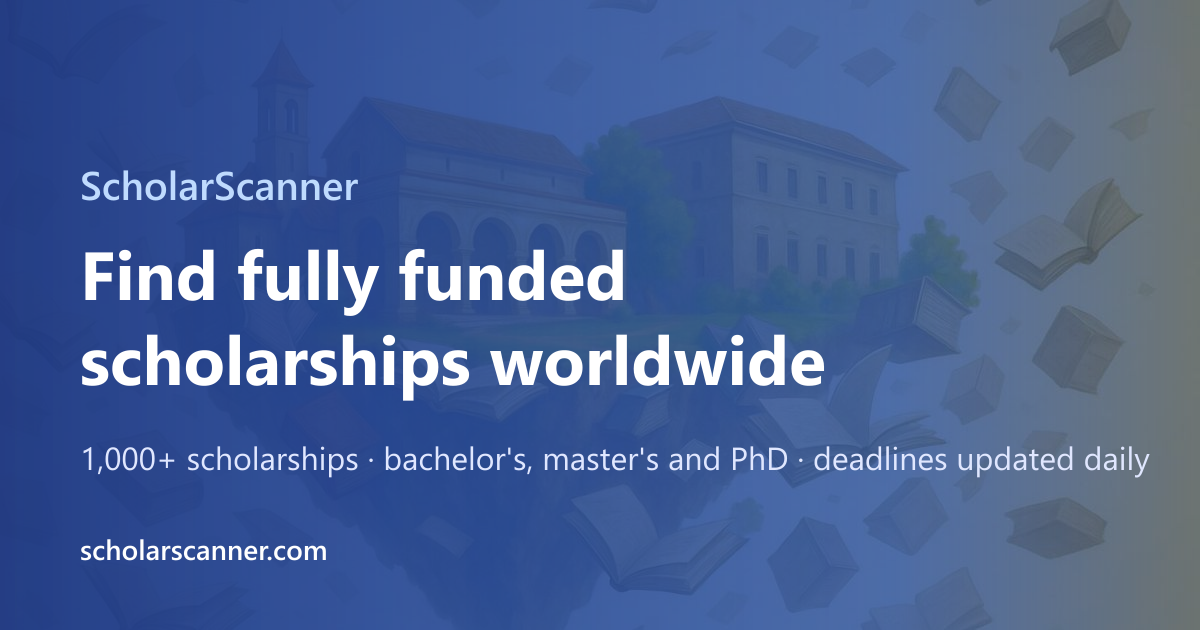 ScholarScanner
Find fully funded
scholarships worldwide
1,000+ scholarships · bachelor's, master's and PhD · deadlines updated daily
scholarscanner.com